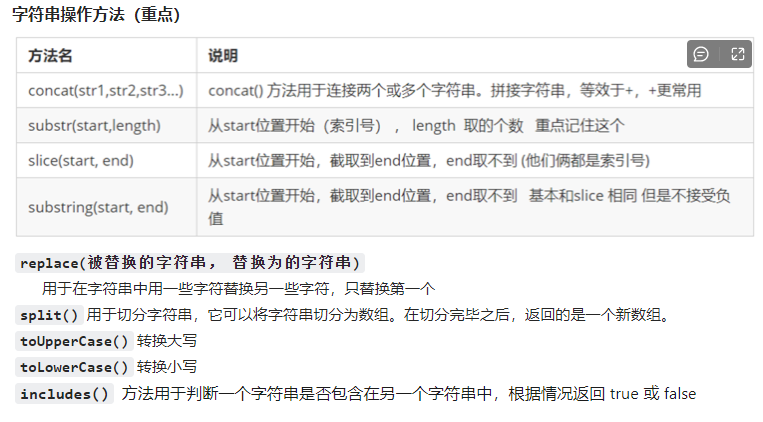 字符串操作方法（重点）
方法名 说明
concat(str1,str2,str3...) concat() 方法用于连接两个或多个字符串。拼接字符串，等效于+，+更常用
substr(start,length) 从start位置开始（索引号） ， length 取的个数 重点记住这个
slice(start, end) 从start位置开始，截取到end位置，end取不到 (他们俩都是索引号)
substring(start, end) 从start位置开始，截取到end位置，end取不到 基本和slice 相同 但是不接受负
值
replace(被替换的字符串， 替换为的字符串)
用于在字符串中用一些字符替换另一些字符，只替换第一个
split() 用于切分字符串，它可以将字符串切分为数组。在切分完毕之后，返回的是一个新数组。
toUpperCase() 转换大写
toLowerCase() 转换小写
includes() 方法用于判断一个字符串是否包含在另一个字符串中，根据情况返回 true 或 false